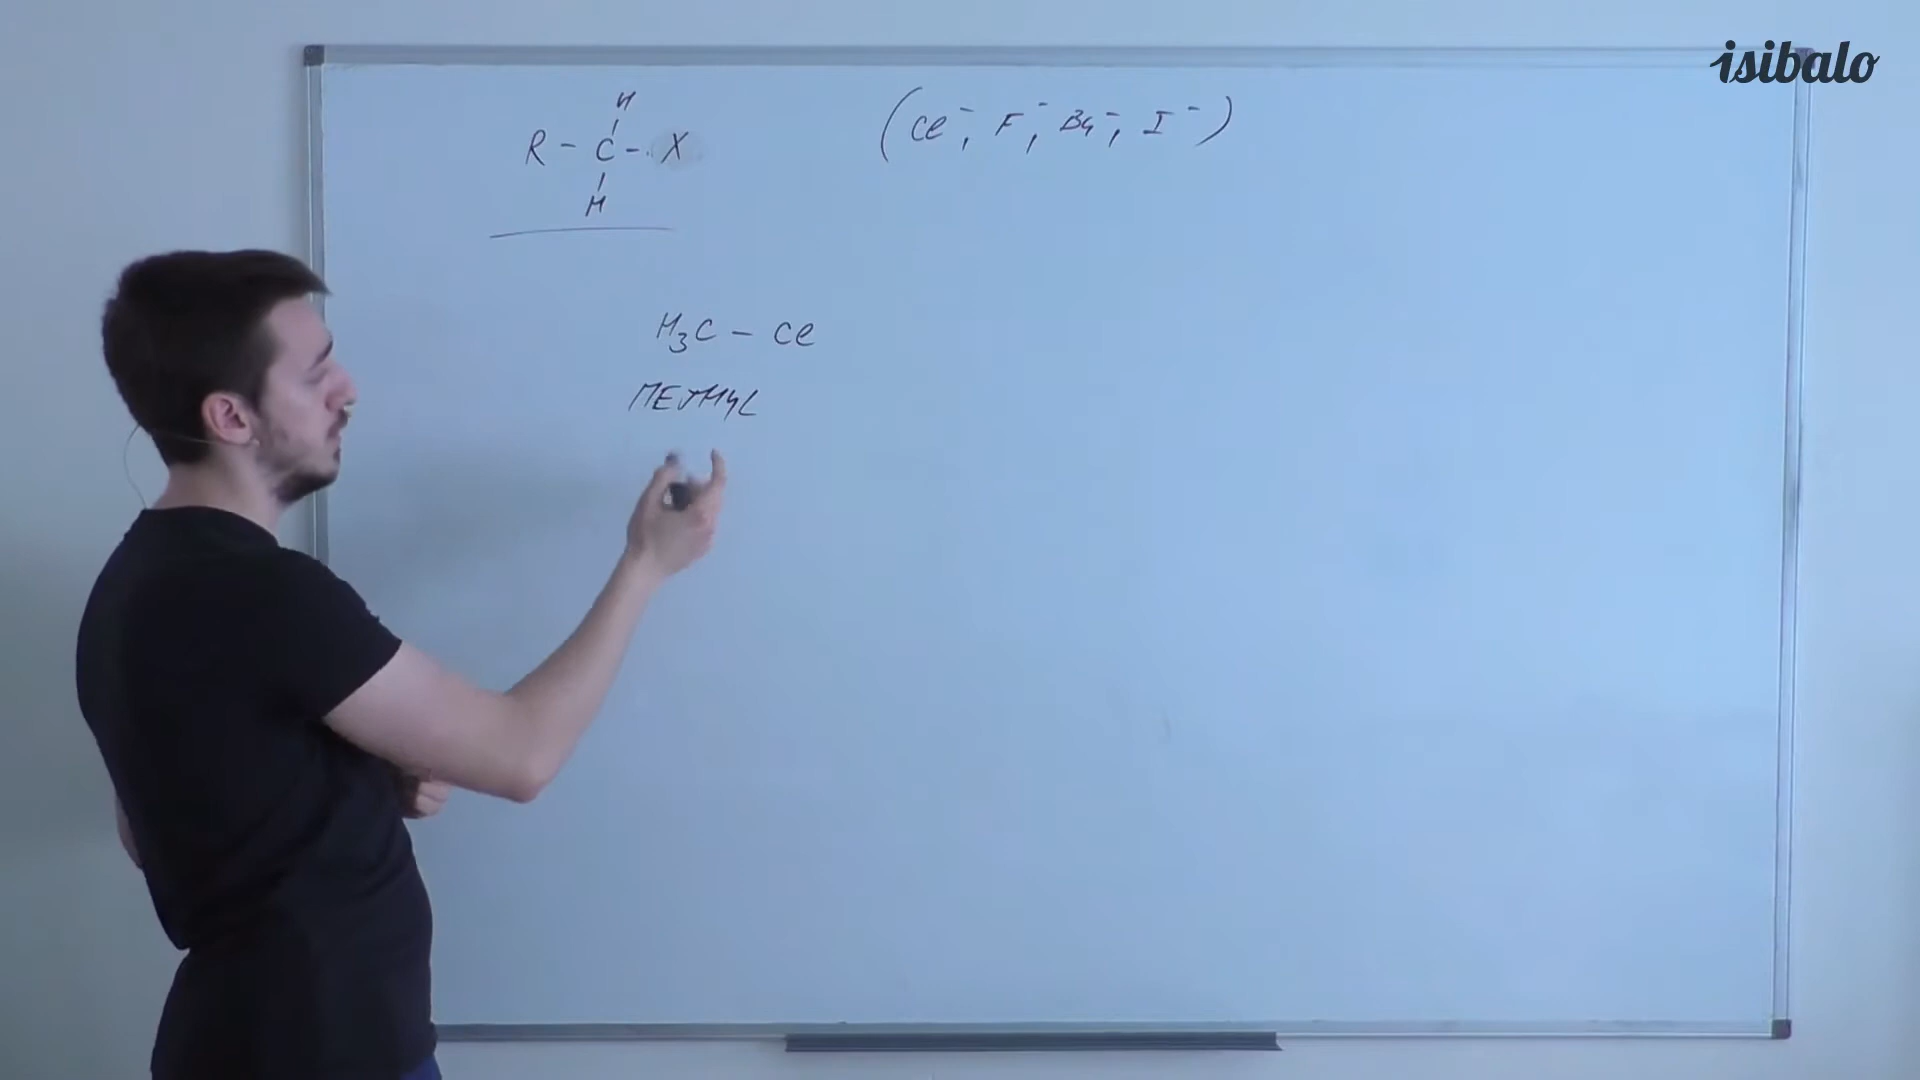 isibalo
H
R - C - X
H
(Cl⁻, F⁻, Br⁻, I⁻)
H₃C - Cl
METHYL